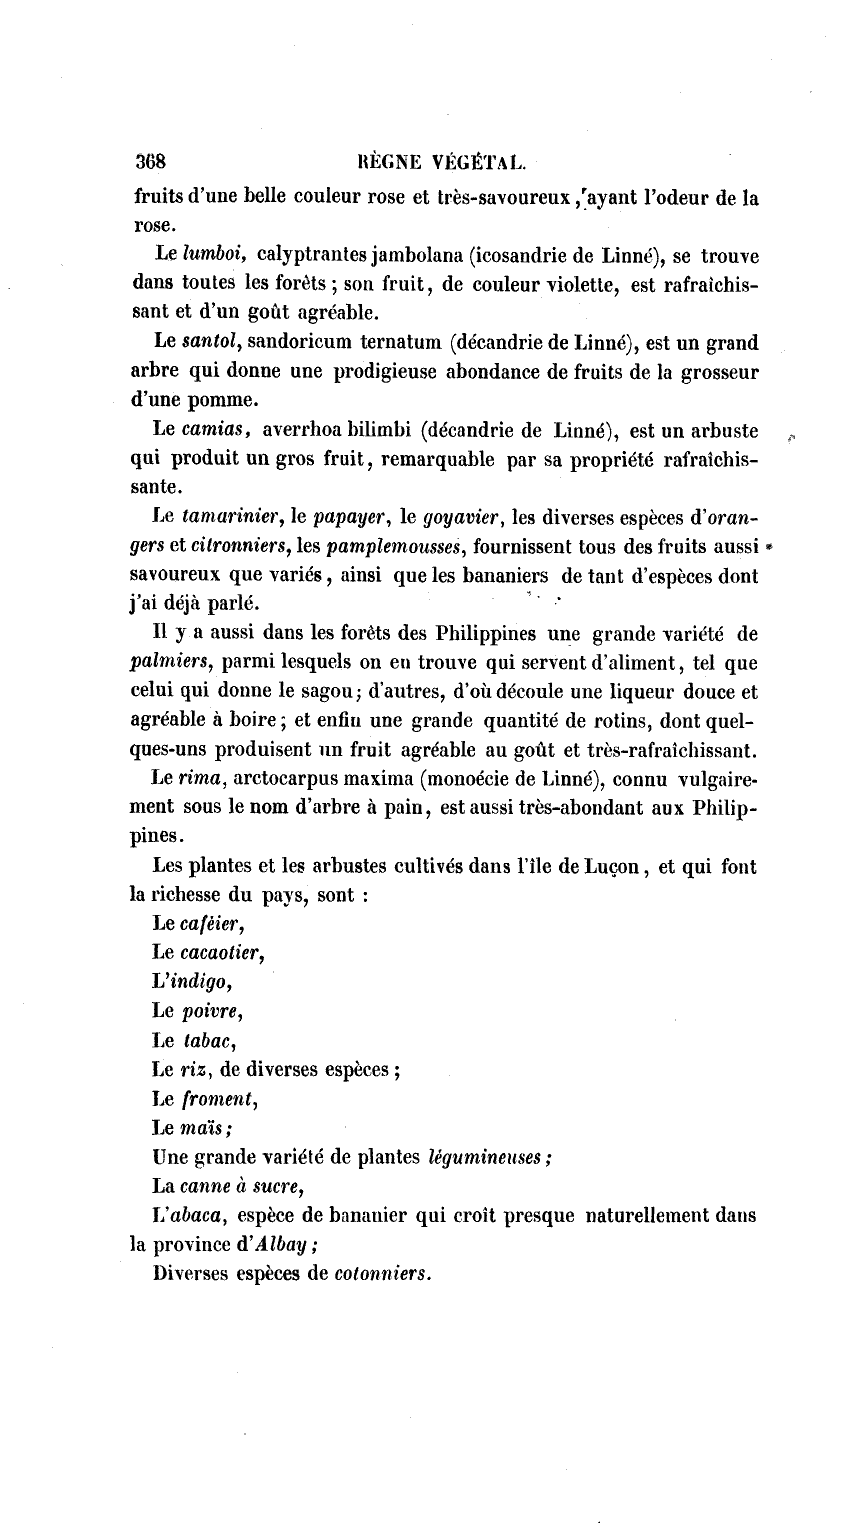 368 RÈGNE VÉGÉTAL.
fruits d'une belle couleur rose et très-savoureux, ayant l'odeur de la
rose.
Le lumboi, calyptrantes jambolana (icosandrie de Linné), se trouve
dans toutes les forêts ; son fruit, de couleur violette, est rafraîchis-
sant et d'un goût agréable.
Le santol, sandoricum ternatum (décandrie de Linné), est un grand
arbre qui donne une prodigieuse abondance de fruits de la grosseur
d'une pomme.
Le camias, averrhoa bilimbi (décandrie de Linné), est un arbuste
qui produit un gros fruit, remarquable par sa propriété rafraîchis-
sante.
Le tamarinier, le papayer, le goyavier, les diverses espèces d'oran-
gers et citronniers, les pamplemousses, fournissent tous des fruits aussi
savoureux que variés, ainsi que les bananiers de tant d'espèces dont
j'ai déjà parlé.
Il y a aussi dans les forêts des Philippines une grande variété de
palmiers, parmi lesquels on en trouve qui servent d'aliment, tel que
celui qui donne le sagou; d'autres, d'où découle une liqueur douce et
agréable à boire ; et enfin une grande quantité de rotins, dont quel-
ques-uns produisent un fruit agréable au goût et très-rafraîchissant.
Le rima, arctocarpus maxima (monoécie de Linné), connu vulgaire-
ment sous le nom d'arbre à pain, est aussi très-abondant aux Philip-
pines.
Les plantes et les arbustes cultivés dans l'île de Luçon, et qui font
la richesse du pays, sont :
Le caféier,
Le cacaotier,
L'indigo,
Le poivre,
Le tabac,
Le riz, de diverses espèces ;
Le froment,
Le maïs ;
Une grande variété de plantes légumineuses ;
La canne à sucre,
L'abaca, espèce de bananier qui croît presque naturellement dans
la province d'Albay ;
Diverses espèces de cotonniers.